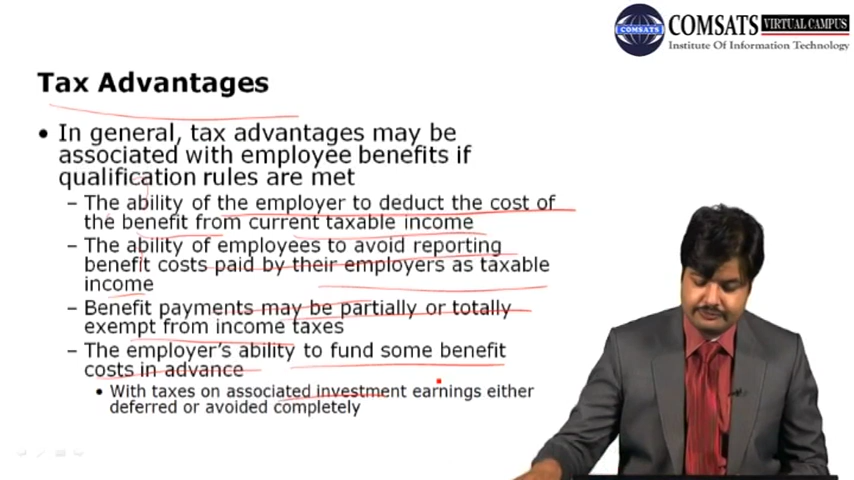 COMSATS
COMSATS VIRTUAL CAMPUS
Institute Of Information Technology
Tax Advantages
• In general, tax advantages may be
associated with employee benefits if
qualification rules are met
– The ability of the employer to deduct the cost of
the benefit from current taxable income
– The ability of employees to avoid reporting
benefit costs paid by their employers as taxable
income
– Benefit payments may be partially or totally
exempt from income taxes
– The employer's ability to fund some benefit
costs in advance
• With taxes on associated investment earnings either
deferred or avoided completely